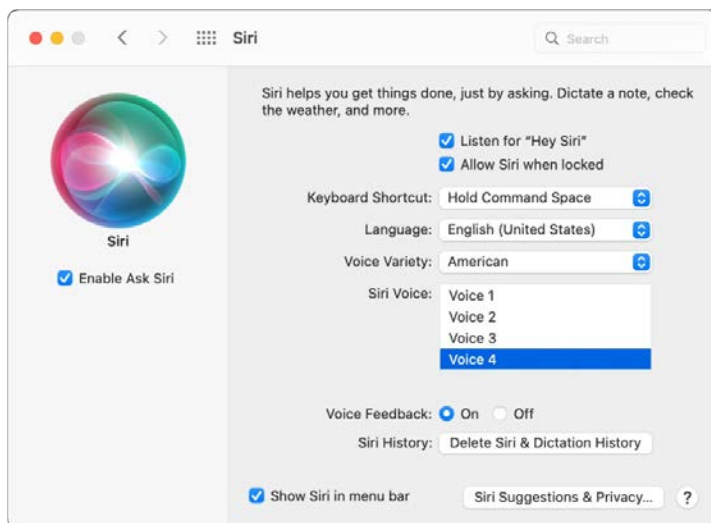 Siri
Search
Siri helps you get things done, just by asking. Dictate a note, check
the weather, and more.
Listen for “Hey Siri”
Allow Siri when locked
Siri
Enable Ask Siri
Keyboard Shortcut: Hold Command Space
Language: English (United States)
Voice Variety: American
Siri Voice: Voice 1
Voice 2
Voice 3
Voice 4
Voice Feedback: On Off
Siri History: Delete Siri & Dictation History
Show Siri in menu bar Siri Suggestions & Privacy... ?